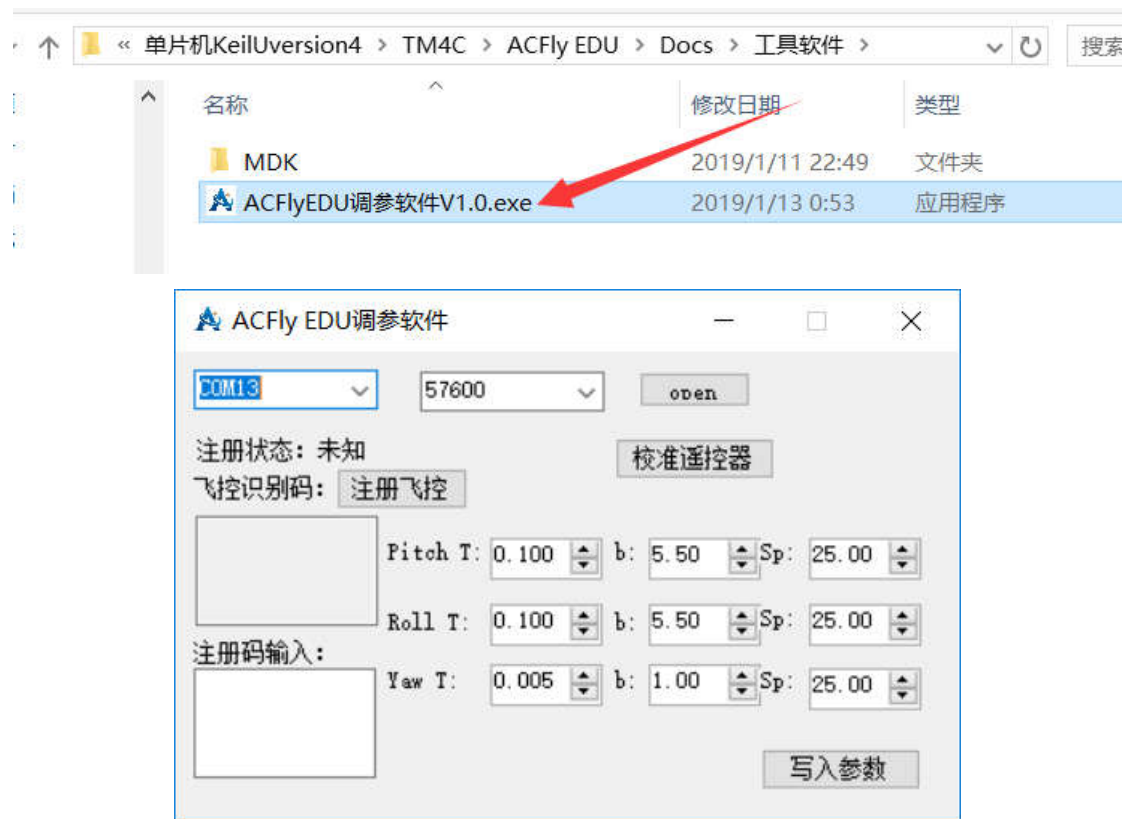 « 单片机KeilUversion4 > TM4C > ACFly EDU > Docs > 工具软件 > 搜索
名称 修改日期 类型
MDK 2019/1/11 22:49 文件夹
ACFlyEDU调参软件V1.0.exe 2019/1/13 0:53 应用程序
ACFly EDU调参软件
COM13 57600 open
注册状态：未知 校准遥控器
飞控识别码： 注册飞控
Pitch T: 0.100 b: 5.50 Sp: 25.00
Roll T: 0.100 b: 5.50 Sp: 25.00
注册码输入：
Yaw T: 0.005 b: 1.00 Sp: 25.00
写入参数